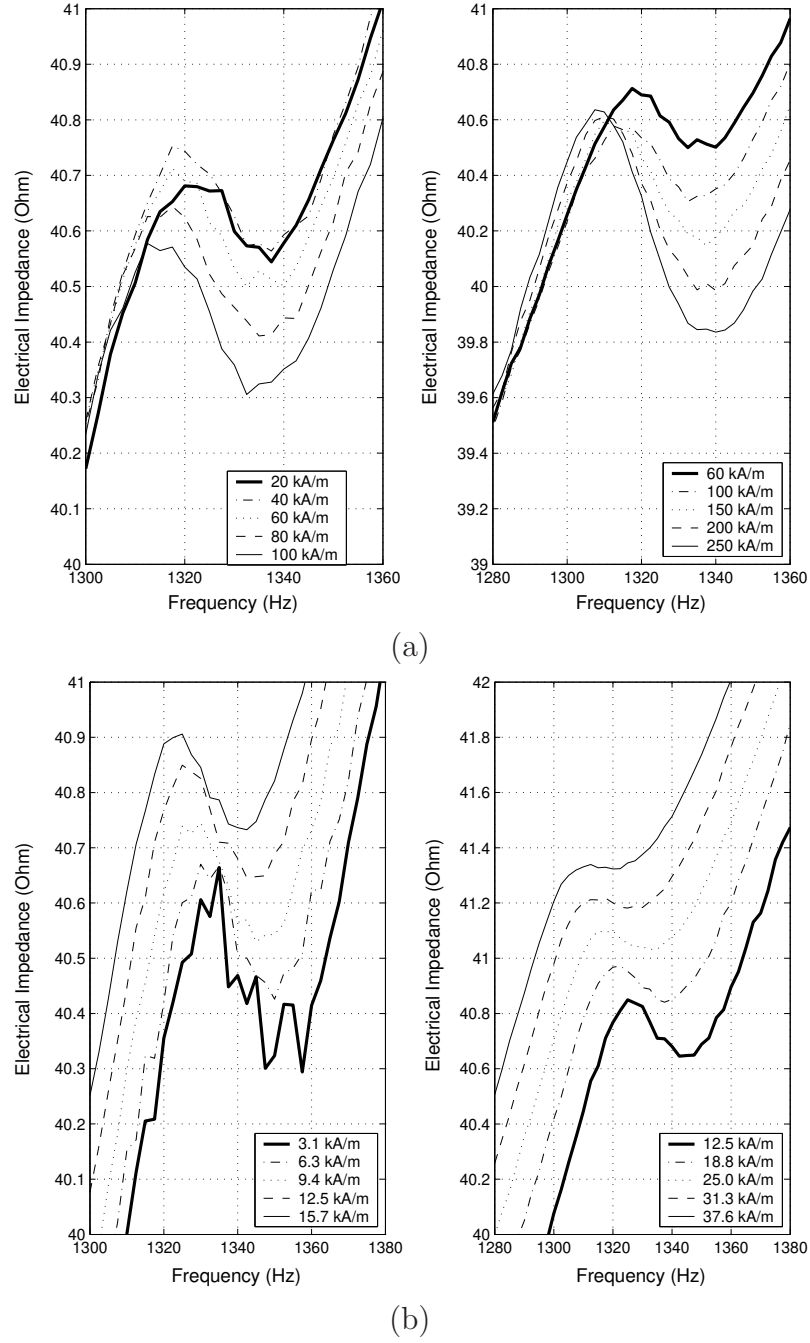 41
40.9
40.8
40.7
40.6
40.5
40.4
40.3
40.2
40.1
40
1300 1320 1340 1360
Electrical Impedance (Ohm)
Frequency (Hz)
20 kA/m
40 kA/m
60 kA/m
80 kA/m
100 kA/m
41
40.8
40.6
40.4
40.2
40
39.8
39.6
39.4
39.2
39
1280 1300 1320 1340 1360
Electrical Impedance (Ohm)
Frequency (Hz)
60 kA/m
100 kA/m
150 kA/m
200 kA/m
250 kA/m
(a)
41
40.9
40.8
40.7
40.6
40.5
40.4
40.3
40.2
40.1
40
1300 1320 1340 1360 1380
Electrical Impedance (Ohm)
Frequency (Hz)
3.1 kA/m
6.3 kA/m
9.4 kA/m
12.5 kA/m
15.7 kA/m
42
41.8
41.6
41.4
41.2
41
40.8
40.6
40.4
40.2
40
1280 1300 1320 1340 1360 1380
Electrical Impedance (Ohm)
Frequency (Hz)
12.5 kA/m
18.8 kA/m
25.0 kA/m
31.3 kA/m
37.6 kA/m
(b)